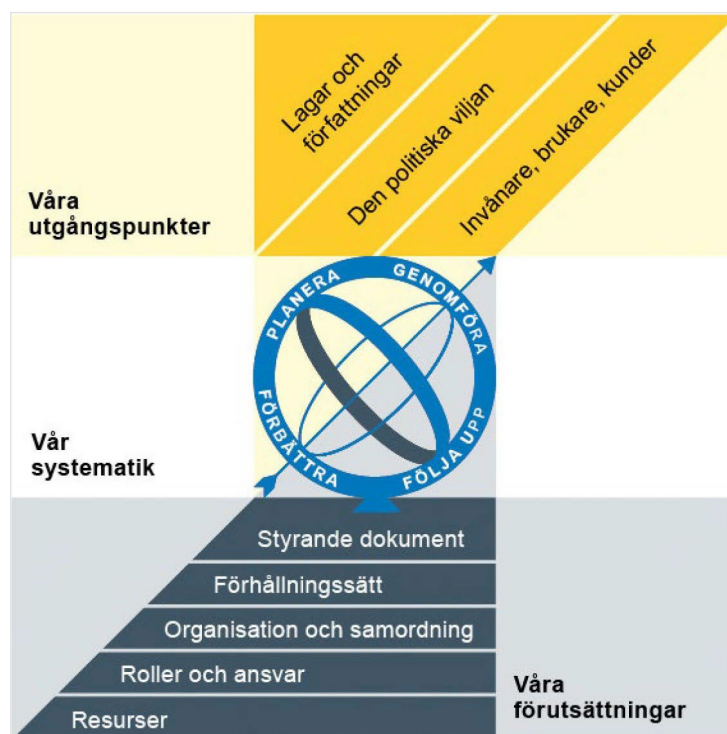 Lagar och
författningar
Den politiska viljan
Invånare, brukare, kunder
Våra
utgångspunkter
PLANERA
GENOMFÖRA
FÖRBÄTTRA
FÖLJA UPP
Vår
systematik
Styrande dokument
Förhållningssätt
Organisation och samordning
Roller och ansvar
Resurser
Våra
förutsättningar